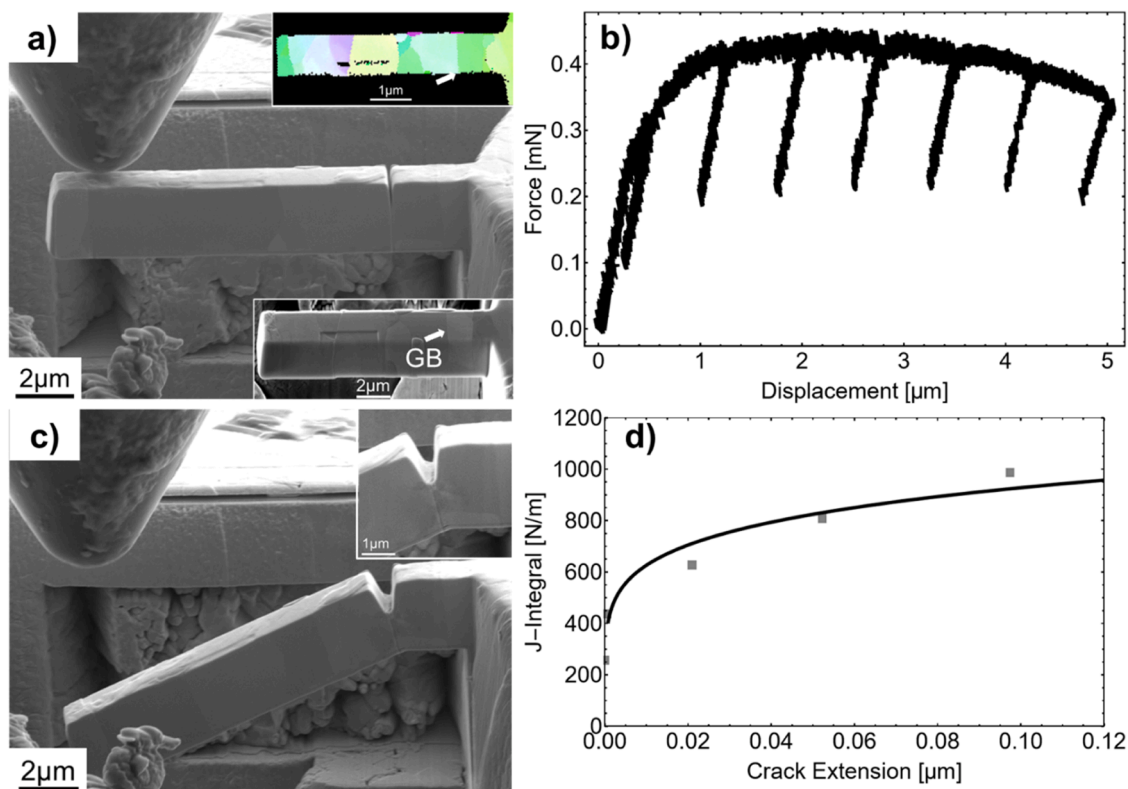 a)
1μm
GB
2μm
2μm
b)
Force [mN]
0.4
0.3
0.2
0.1
0.0
0 1 2 3 4 5
Displacement [μm]
c)
1μm
2μm
d)
J-Integral [N/m]
1200
1000
800
600
400
200
0
0.00 0.02 0.04 0.06 0.08 0.10 0.12
Crack Extension [μm]